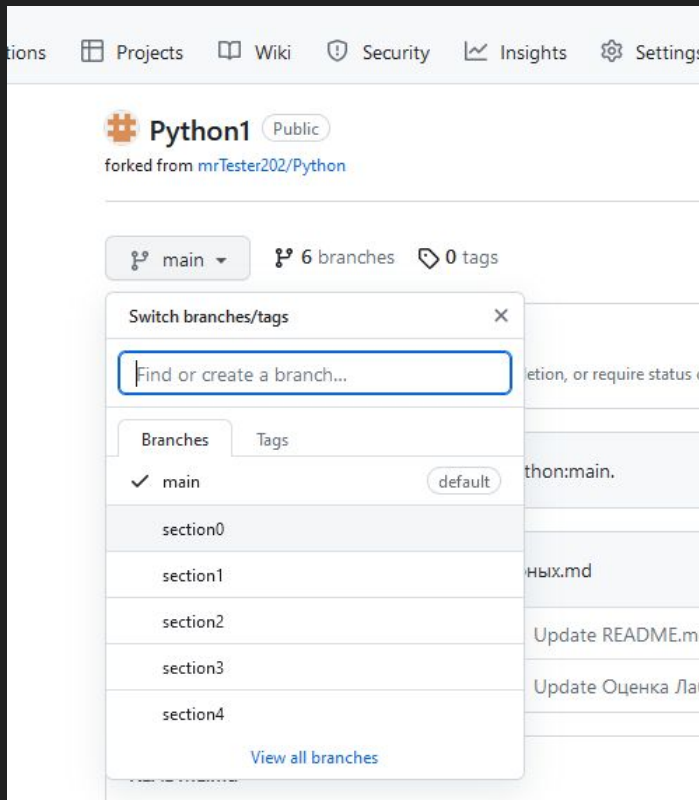 Projects Wiki Security Insights Settings
Python1 Public
forked from mrTester202/Python
main 6 branches 0 tags
Switch branches/tags
Find or create a branch...
or require status
Branches Tags
main default
thon:main.
section0
section1
ных.md
section2
Update README.m
section3
Update Оценка Ла
section4
View all branches